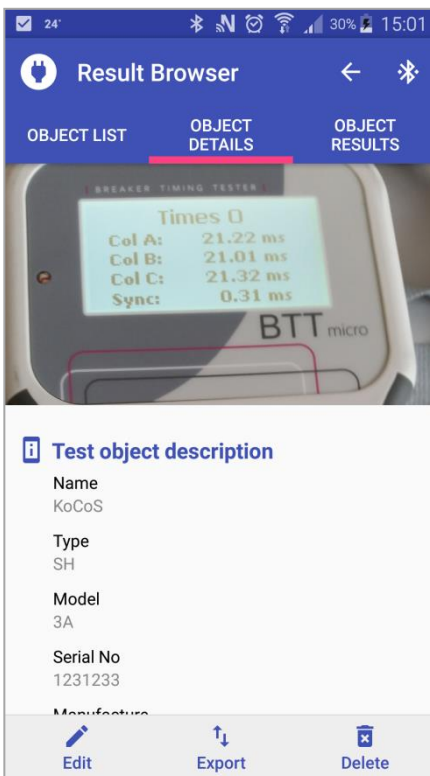 24°
30%
15:01
Result Browser
OBJECT LIST
OBJECT DETAILS
OBJECT RESULTS
BREAKER TIMING TESTER
Times O
Col A: 21.22 ms
Col B: 21.01 ms
Col C: 21.32 ms
Sync: 0.31 ms
BTT micro
Test object description
Name
KoCoS
Type
SH
Model
3A
Serial No
1231233
Manufacture
Edit
Export
Delete